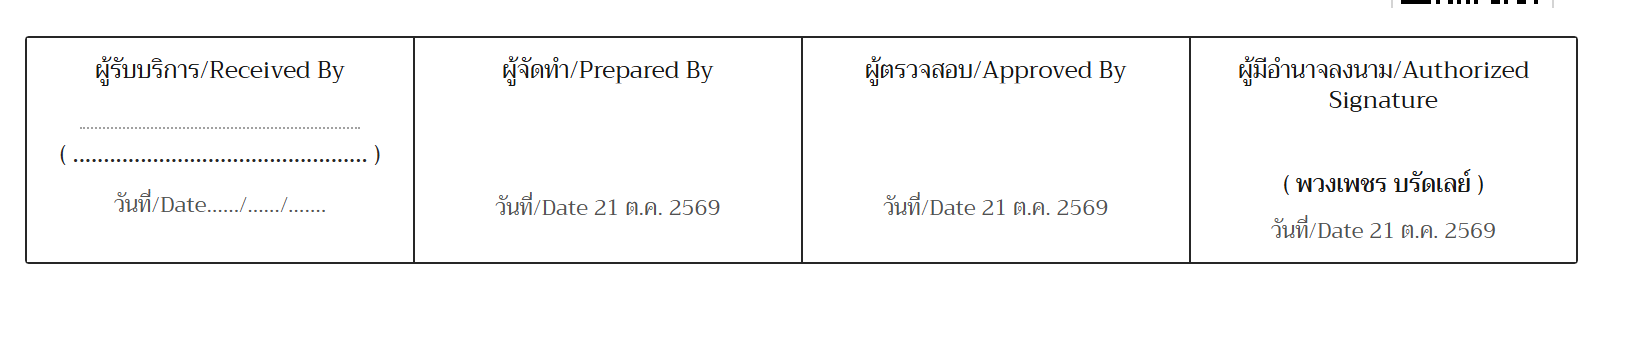 ผู้รับบริการ/Received By
( ................................................ )
วันที่/Date....../....../.......
ผู้จัดทำ/Prepared By
วันที่/Date 21 ต.ค. 2569
ผู้ตรวจสอบ/Approved By
วันที่/Date 21 ต.ค. 2569
ผู้มีอำนาจลงนาม/Authorized
Signature
( พวงเพชร บรัดเลย์ )
วันที่/Date 21 ต.ค. 2569